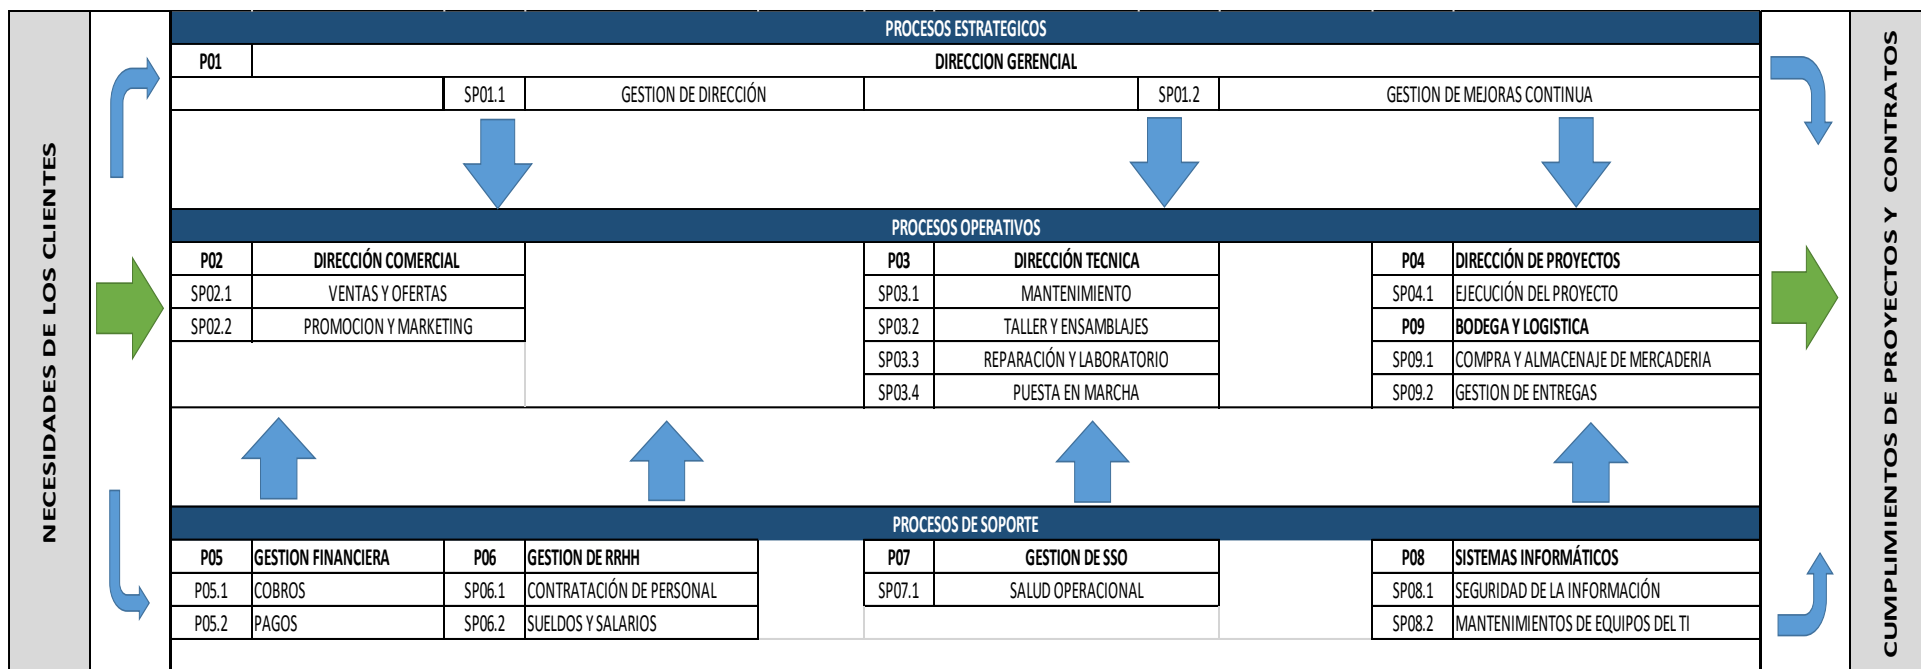 NECESIDADES DE LOS CLIENTES
PROCESOS ESTRATEGICOS
P01 DIRECCION GERENCIAL
SP01.1 GESTION DE DIRECCIÓN SP01.2 GESTION DE MEJORAS CONTINUA
PROCESOS OPERATIVOS
P02 DIRECCIÓN COMERCIAL P03 DIRECCIÓN TECNICA P04 DIRECCIÓN DE PROYECTOS
SP02.1 VENTAS Y OFERTAS SP03.1 MANTENIMIENTO SP04.1 EJECUCIÓN DEL PROYECTO
SP02.2 PROMOCION Y MARKETING SP03.2 TALLER Y ENSAMBLAJES P09 BODEGA Y LOGISTICA
SP03.3 REPARACIÓN Y LABORATORIO SP09.1 COMPRA Y ALMACENAJE DE MERCADERIA
SP03.4 PUESTA EN MARCHA SP09.2 GESTION DE ENTREGAS
PROCESOS DE SOPORTE
P05 GESTION FINANCIERA P06 GESTION DE RRHH P07 GESTION DE SSO P08 SISTEMAS INFORMÁTICOS
P05.1 COBROS SP06.1 CONTRATACIÓN DE PERSONAL SP07.1 SALUD OPERACIONAL SP08.1 SEGURIDAD DE LA INFORMACIÓN
P05.2 PAGOS SP06.2 SUELDOS Y SALARIOS SP08.2 MANTENIMIENTOS DE EQUIPOS DEL TI
CUMPLIMIENTOS DE PROYECTOS Y CONTRATOS